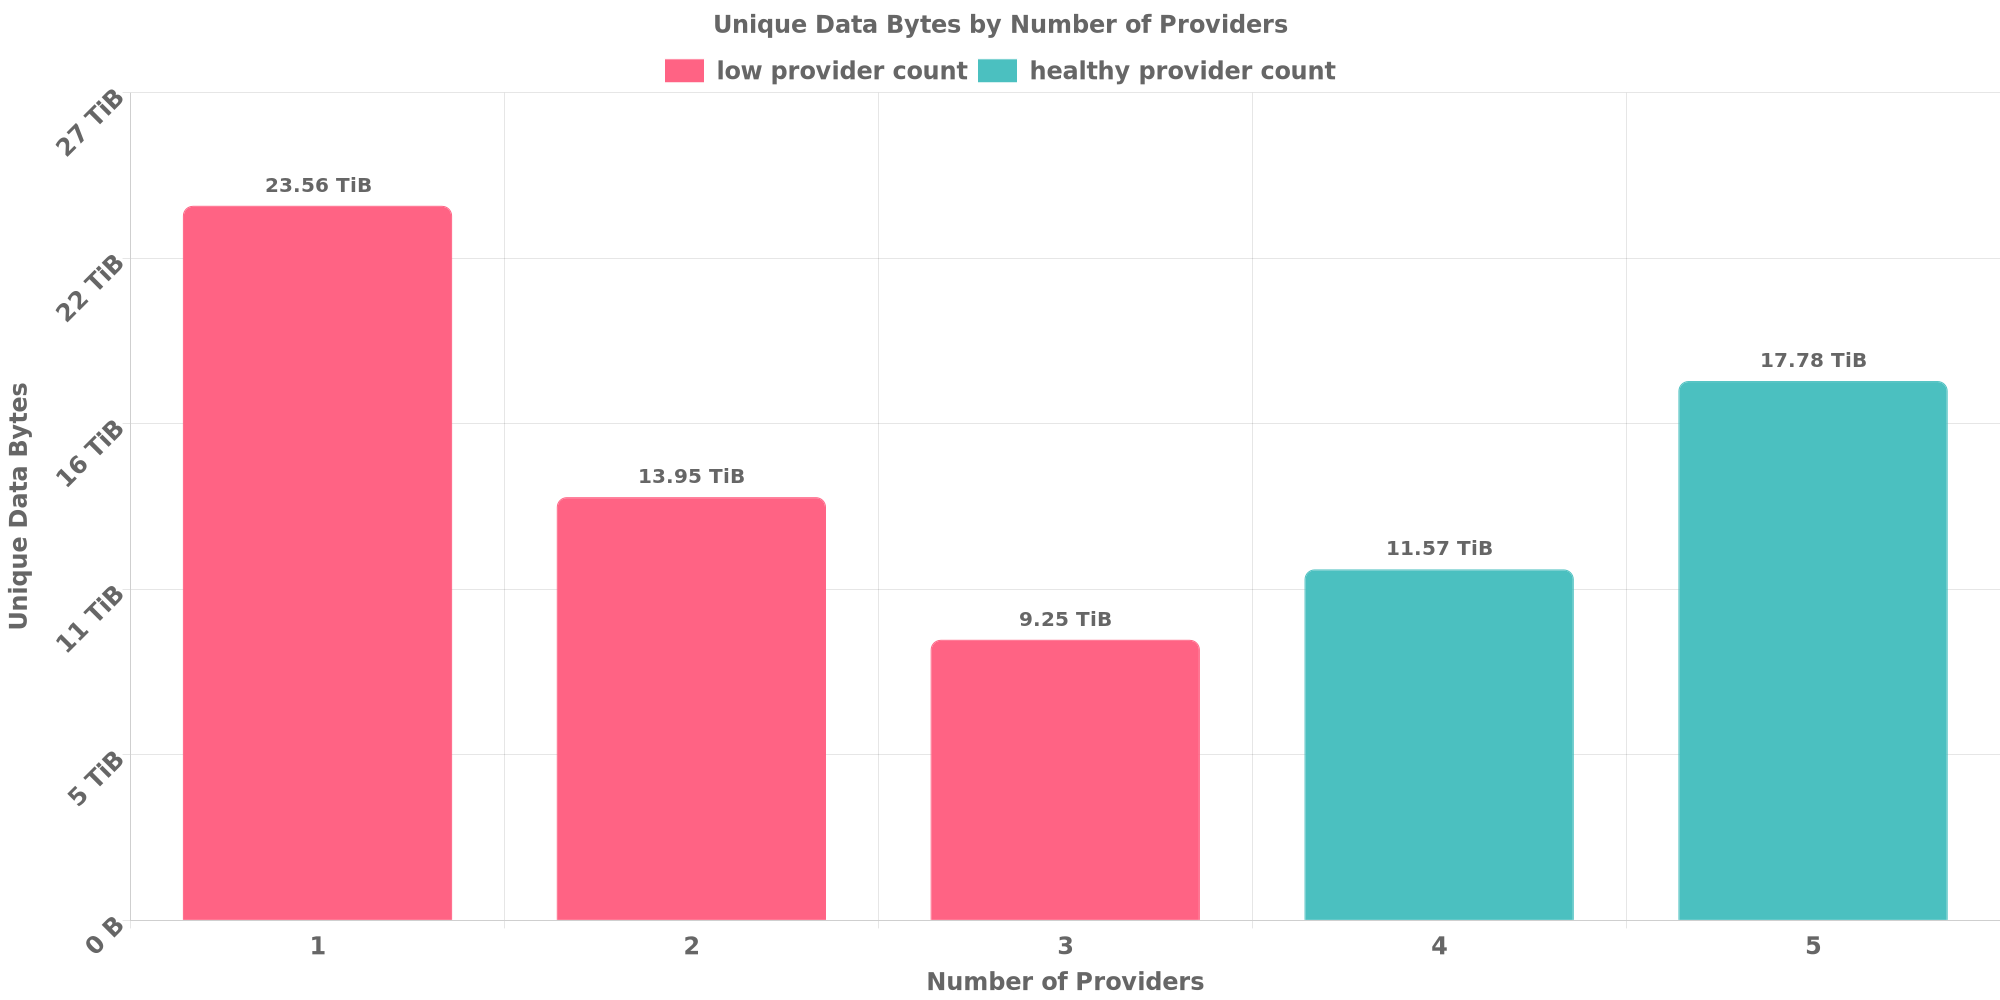 Unique Data Bytes by Number of Providers
low provider count healthy provider count
27 TiB
22 TiB
16 TiB
11 TiB
5 TiB
0 B
Unique Data Bytes
23.56 TiB
13.95 TiB
9.25 TiB
11.57 TiB
17.78 TiB
1 2 3 4 5
Number of Providers